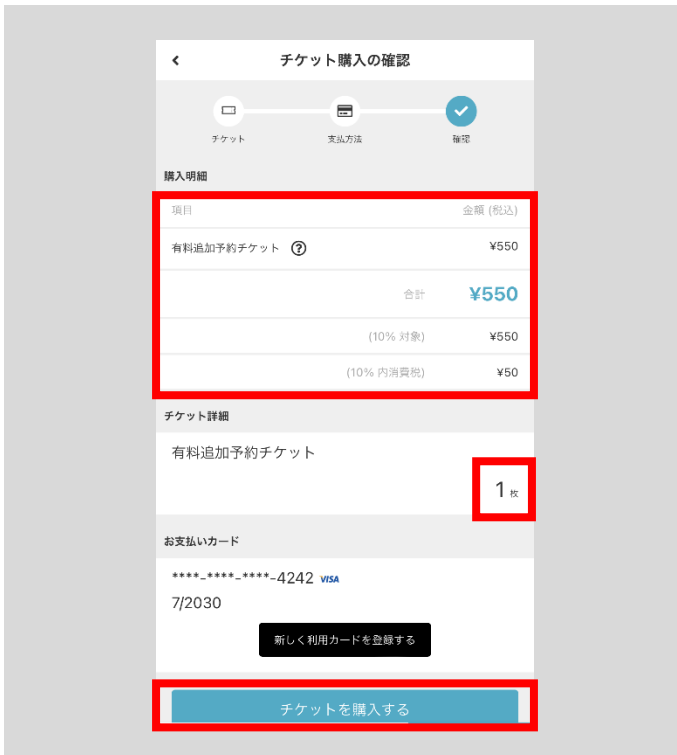 チケット購入の確認
チケット 支払方法 確認
購入明細
項目 金額 (税込)
有料追加予約チケット ? ¥550
合計 ¥550
(10% 対象) ¥550
(10% 内消費税) ¥50
チケット詳細
有料追加予約チケット
1 枚
お支払いカード
****-****-****-4242 VISA
7/2030
新しく利用カードを登録する
チケットを購入する